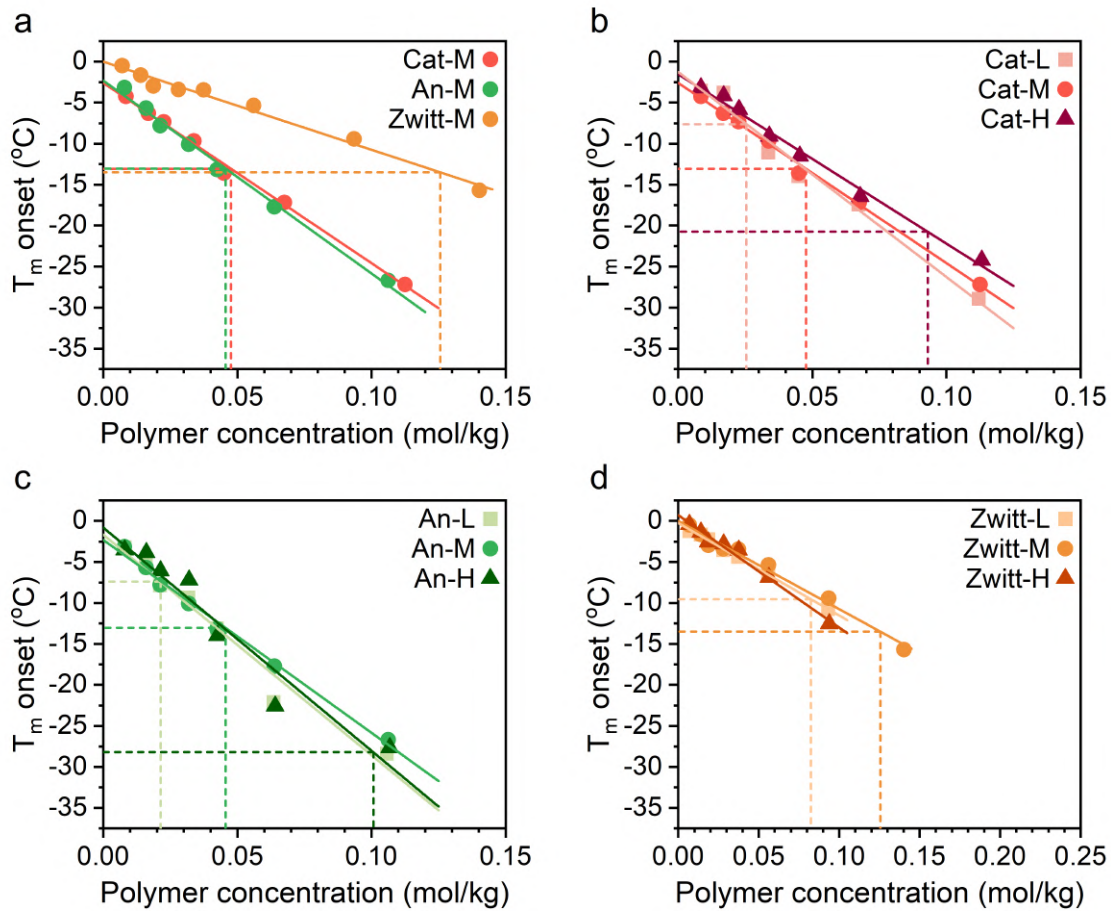 a
0
-5
-10
-15
-20
-25
-30
-35
Tm onset (°C)
Cat-M
An-M
Zwitt-M
0.00 0.05 0.10 0.15
Polymer concentration (mol/kg)
b
0
-5
-10
-15
-20
-25
-30
-35
Tm onset (°C)
Cat-L
Cat-M
Cat-H
0.00 0.05 0.10 0.15
Polymer concentration (mol/kg)
c
0
-5
-10
-15
-20
-25
-30
-35
Tm onset (°C)
An-L
An-M
An-H
0.00 0.05 0.10 0.15
Polymer concentration (mol/kg)
d
0
-5
-10
-15
-20
-25
-30
-35
Tm onset (°C)
Zwitt-L
Zwitt-M
Zwitt-H
0.00 0.05 0.10 0.15 0.20 0.25
Polymer concentration (mol/kg)